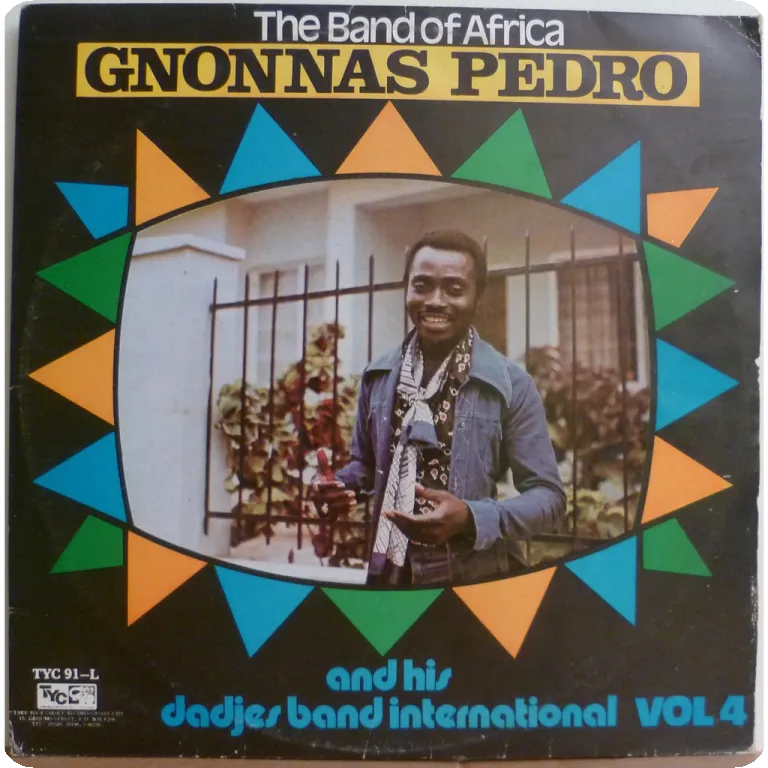 The Band of Africa
GNONNAS PEDRO
TYC 91–L
TYC
and his
dadjes band international VOL 4